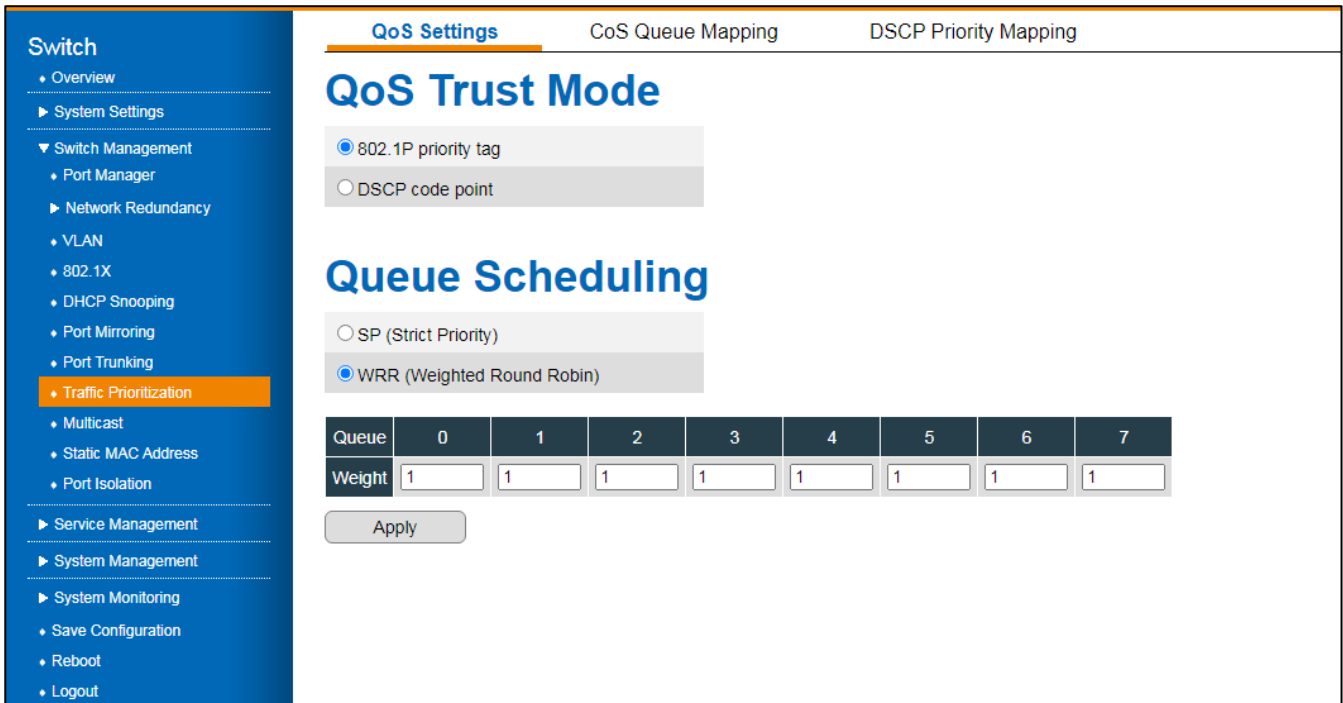 Switch
Overview
System Settings
Switch Management
Port Manager
Network Redundancy
VLAN
802.1X
DHCP Snooping
Port Mirroring
Port Trunking
Traffic Prioritization
Multicast
Static MAC Address
Port Isolation
Service Management
System Management
System Monitoring
Save Configuration
Reboot
Logout
QoS Settings CoS Queue Mapping DSCP Priority Mapping
QoS Trust Mode
802.1P priority tag
DSCP code point
Queue Scheduling
SP (Strict Priority)
WRR (Weighted Round Robin)
Queue 0 1 2 3 4 5 6 7
Weight 1 1 1 1 1 1 1 1
Apply